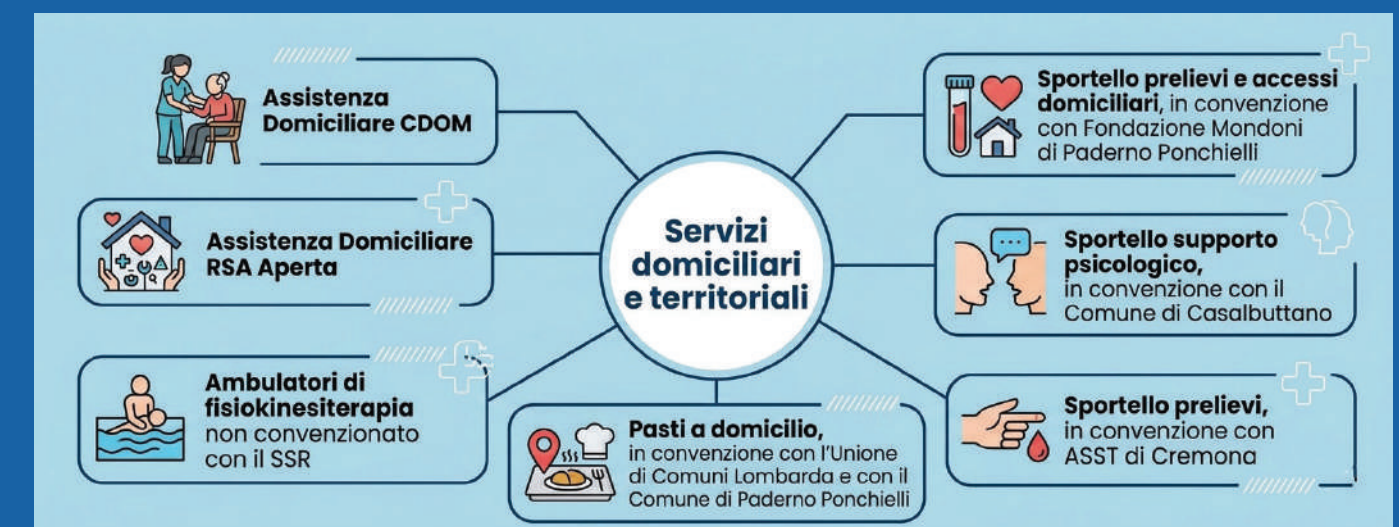 Assistenza
Domiciliare CDOM
Assistenza Domiciliare
RSA Aperta
Ambulatori di
fisiokinesiterapia
non convenzionato
con il SSR
Servizi
domiciliari
e territoriali
Pasti a domicilio,
in convenzione con l'Unione
di Comuni Lombarda e con il
Comune di Paderno Ponchielli
Sportello prelievi e accessi
domiciliari, in convenzione
con Fondazione Mondoni
di Paderno Ponchielli
Sportello supporto
psicologico,
in convenzione con il
Comune di Casalbuttano
Sportello prelievi,
in convenzione con
ASST di Cremona